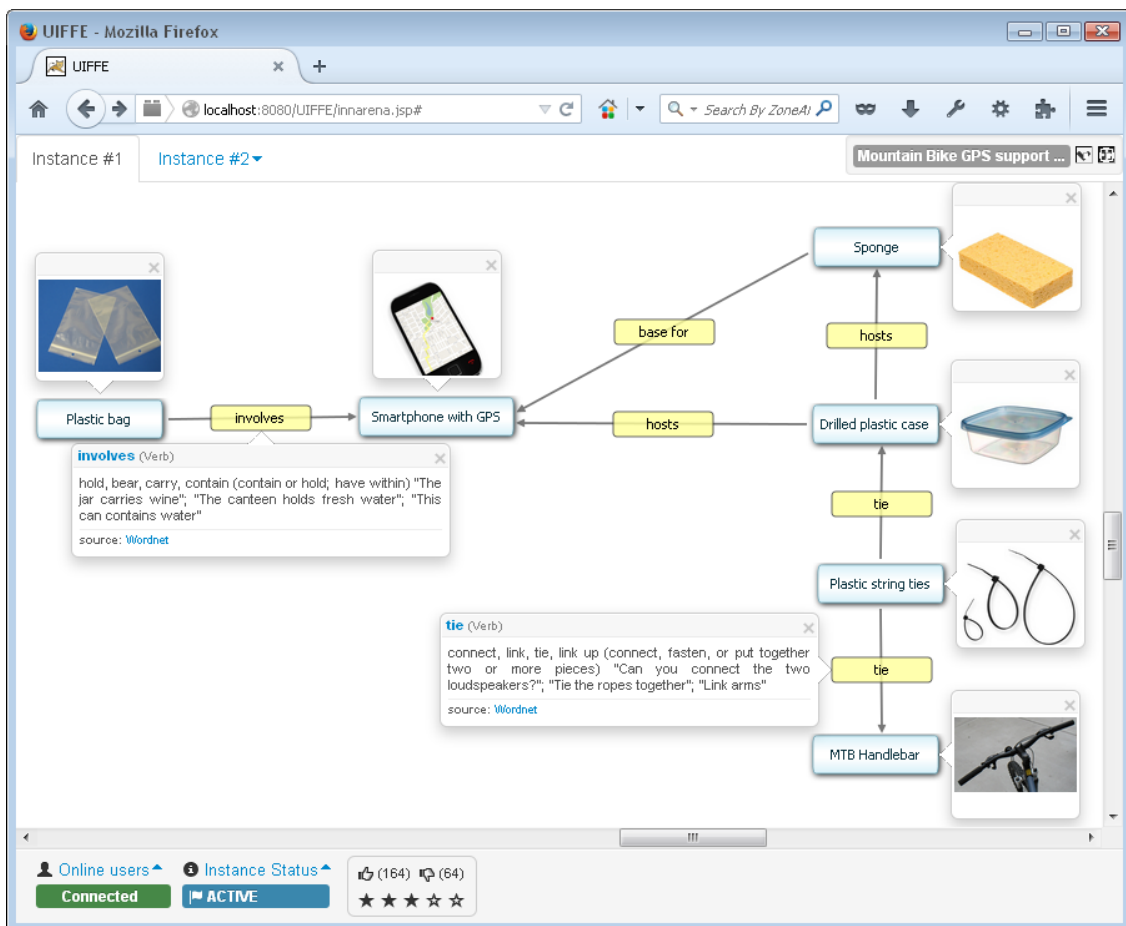 UIFFE - Mozilla Firefox
UIFFE
localhost:8080/UIFFE/innarena.jsp#
Search By ZoneAl
Instance #1
Instance #2
Mountain Bike GPS support ...
Sponge
base for
hosts
Plastic bag
involves
Smartphone with GPS
hosts
Drilled plastic case
involves (Verb)
hold, bear, carry, contain (contain or hold; have within) "The
jar carries wine"; "The canteen holds fresh water"; "This
can contains water"
source: Wordnet
tie
Plastic string ties
tie (Verb)
connect, link, tie, link up (connect, fasten, or put together
two or more pieces) "Can you connect the two
loudspeakers?"; "Tie the ropes together"; "Link arms"
source: Wordnet
tie
MTB Handlebar
Online users
Instance Status
(164) (64)
Connected
ACTIVE